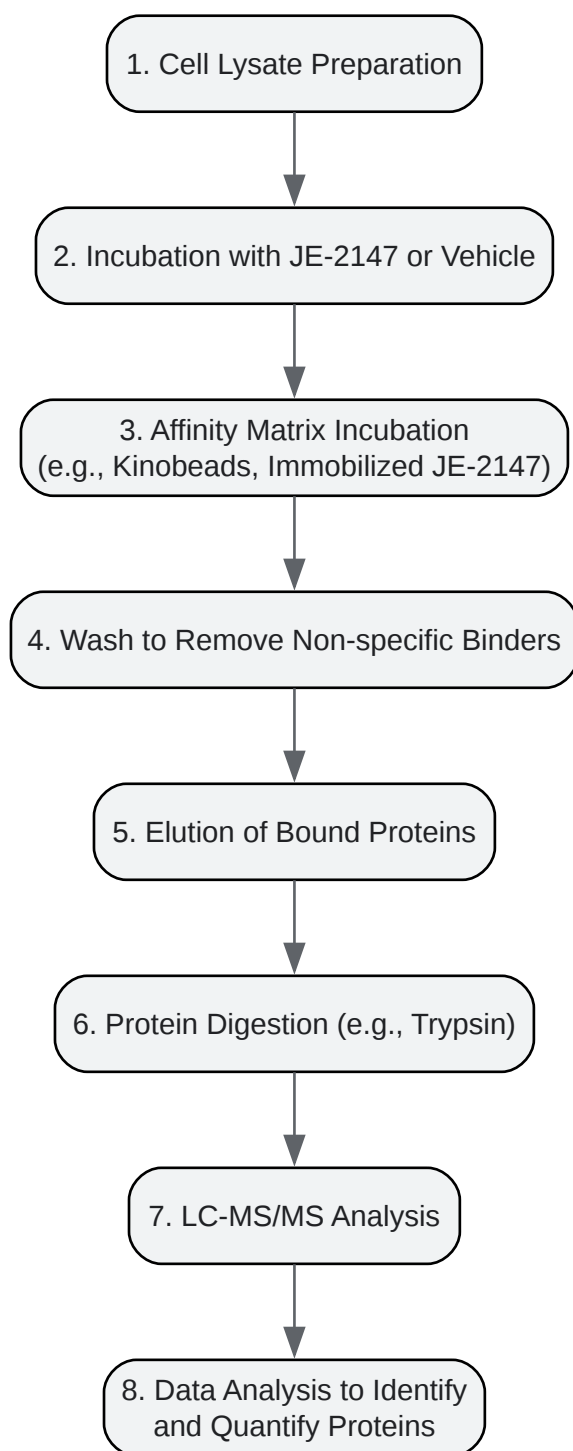 1. Cell Lysate Preparation
2. Incubation with JE-2147 or Vehicle
3. Affinity Matrix Incubation
(e.g., Kinobeads, Immobilized JE-2147)
4. Wash to Remove Non-specific Binders
5. Elution of Bound Proteins
6. Protein Digestion (e.g., Trypsin)
7. LC-MS/MS Analysis
8. Data Analysis to Identify
and Quantify Proteins